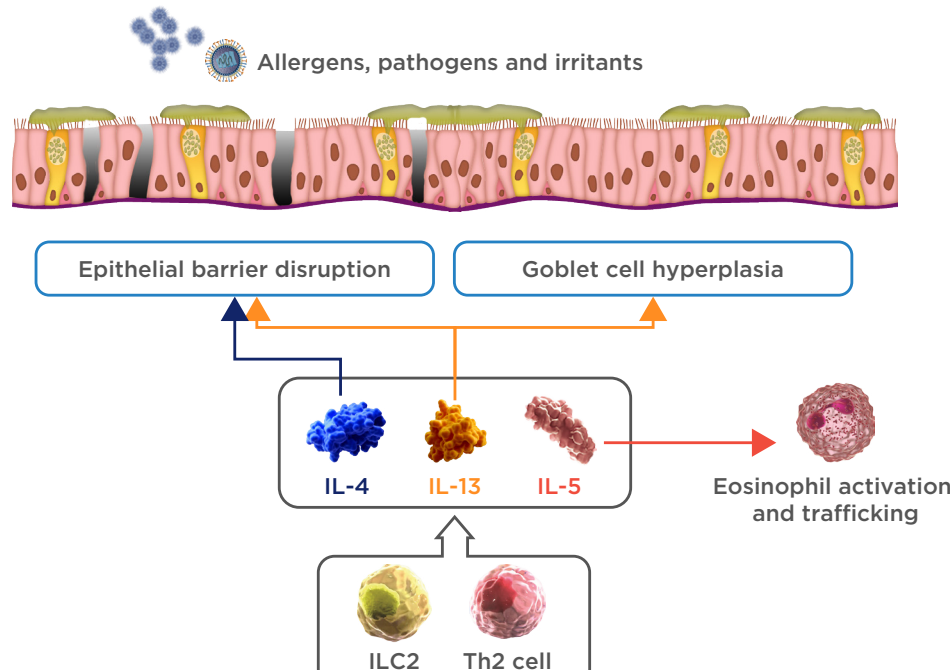 Allergens, pathogens and irritants
Epithelial barrier disruption
Goblet cell hyperplasia
IL-4
IL-13
IL-5
Eosinophil activation
and trafficking
ILC2
Th2 cell